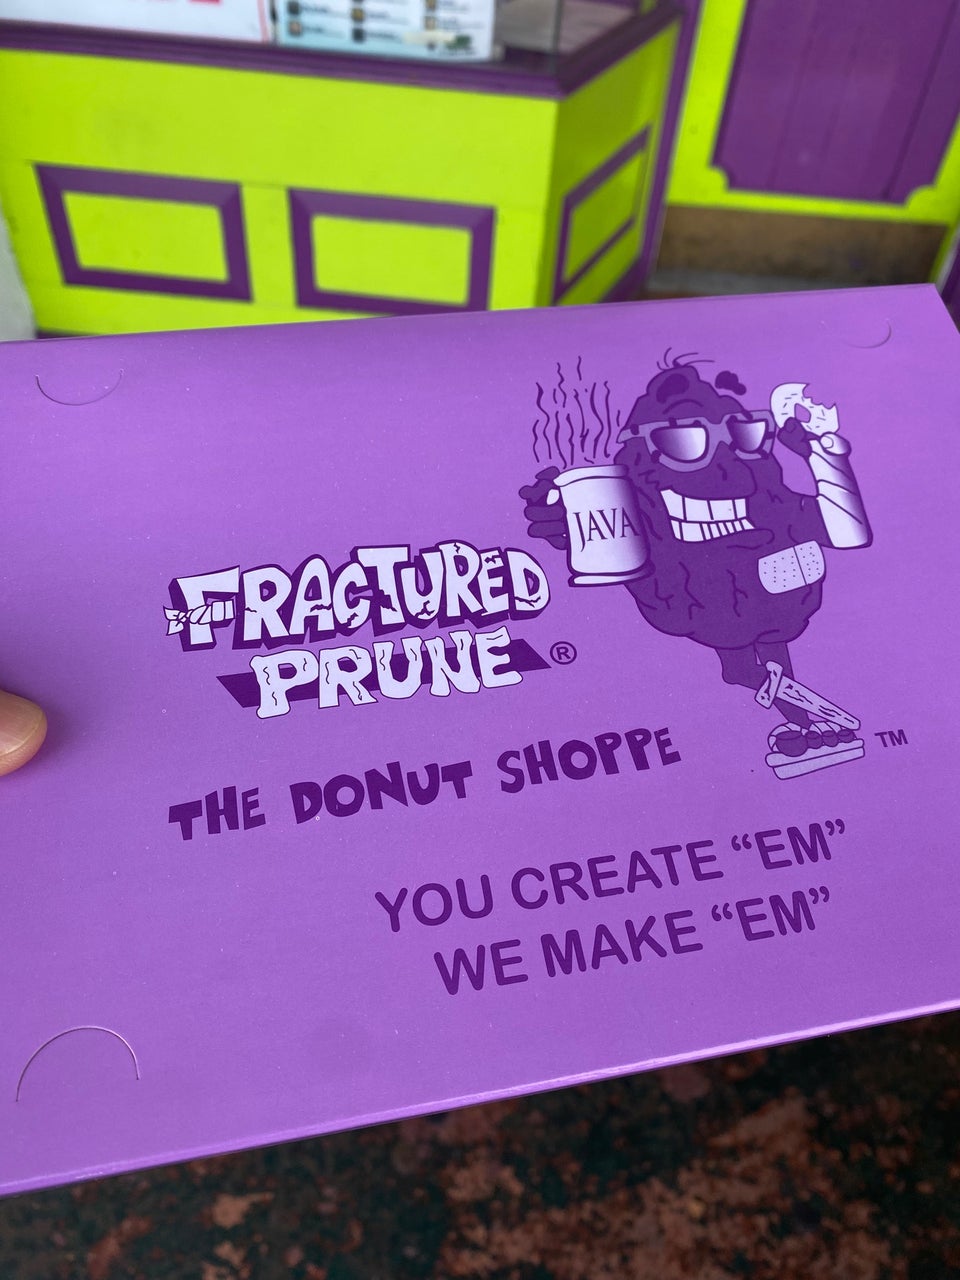 JAVA
FRACTURED
PRUNE ®
THE DONUT SHOPPE
TM
YOU CREATE “EM”
WE MAKE “EM”